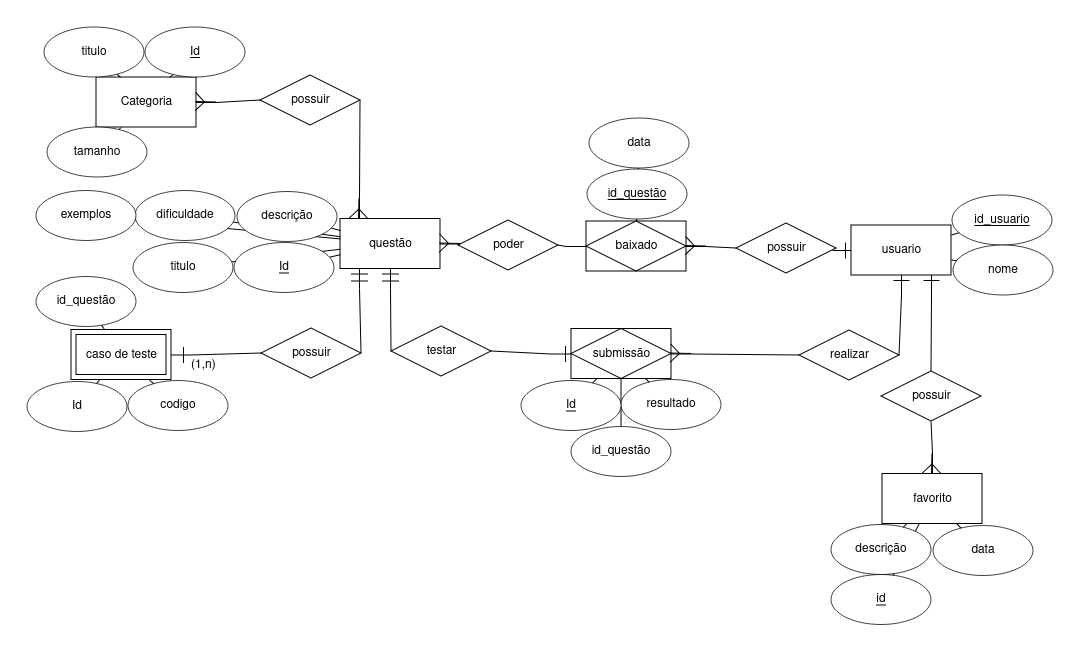 titulo
Id
Categoria
possuir
tamanho
data
exemplos
dificuldade
descrição
id_questão
id_usuario
questão
poder
baixado
possuir
usuario
titulo
Id
nome
id_questão
caso de teste
(1,n)
possuir
testar
submissão
realizar
Id
codigo
Id
resultado
possuir
id_questão
favorito
descrição
data
id